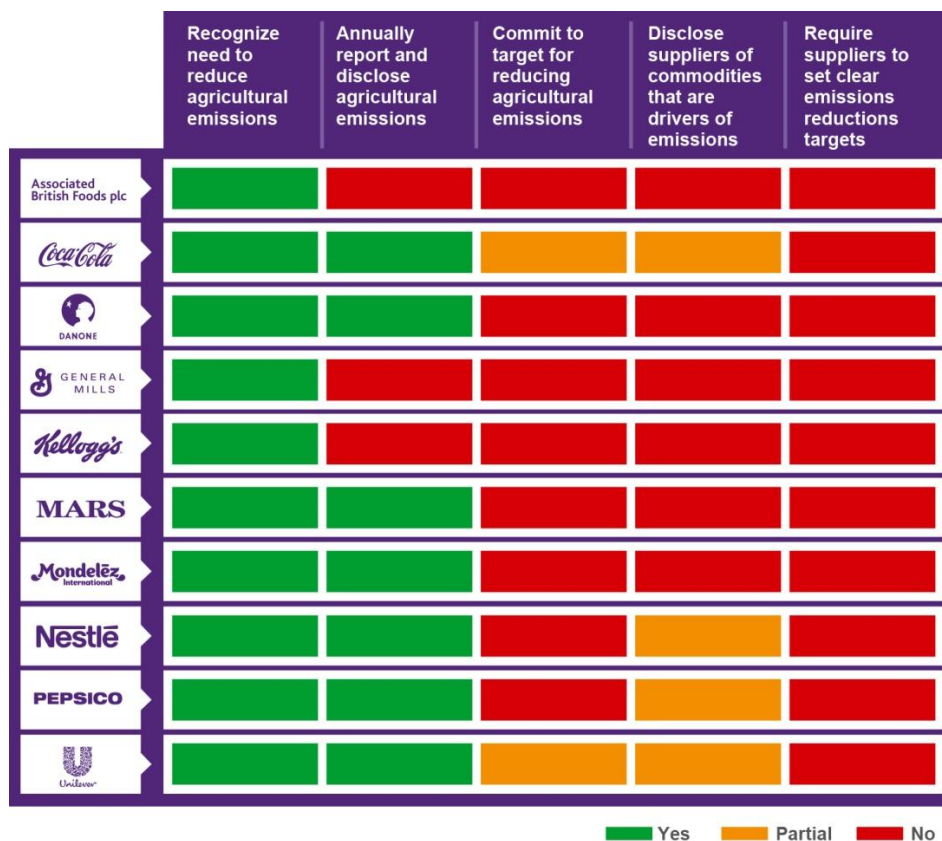 Recognize
need to
reduce
agricultural
emissions
Annually
report and
disclose
agricultural
emissions
Commit to
target for
reducing
agricultural
emissions
Disclose
suppliers of
commodities
that are
drivers of
emissions
Require
suppliers to
set clear
emissions
reductions
targets
Associated
British Foods plc
Coca-Cola
DANONE
G GENERAL
MILLS
Kellogg's
MARS
Mondelēz
International
Nestlé
PEPSICO
U
Unilever
Yes
Partial
No